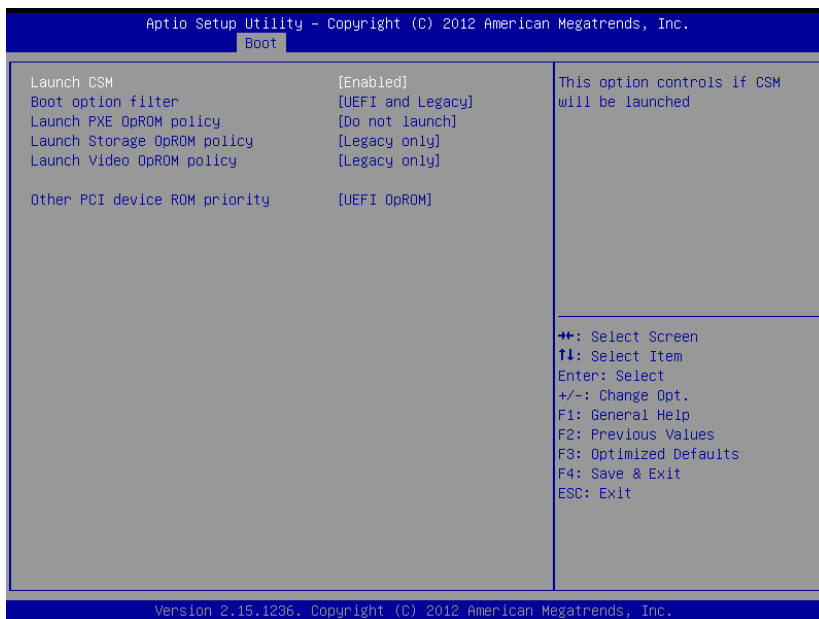 Aptio Setup Utility – Copyright (C) 2012 American Megatrends, Inc.
Boot
Launch CSM [Enabled]
Boot option filter [UEFI and Legacy]
Launch PXE OpROM policy [Do not launch]
Launch Storage OpROM policy [Legacy only]
Launch Video OpROM policy [Legacy only]
Other PCI device ROM priority [UEFI OpROM]
This option controls if CSM
will be launched
→←: Select Screen
↑↓: Select Item
Enter: Select
+/-: Change Opt.
F1: General Help
F2: Previous Values
F3: Optimized Defaults
F4: Save & Exit
ESC: Exit
Version 2.15.1236. Copyright (C) 2012 American Megatrends, Inc.